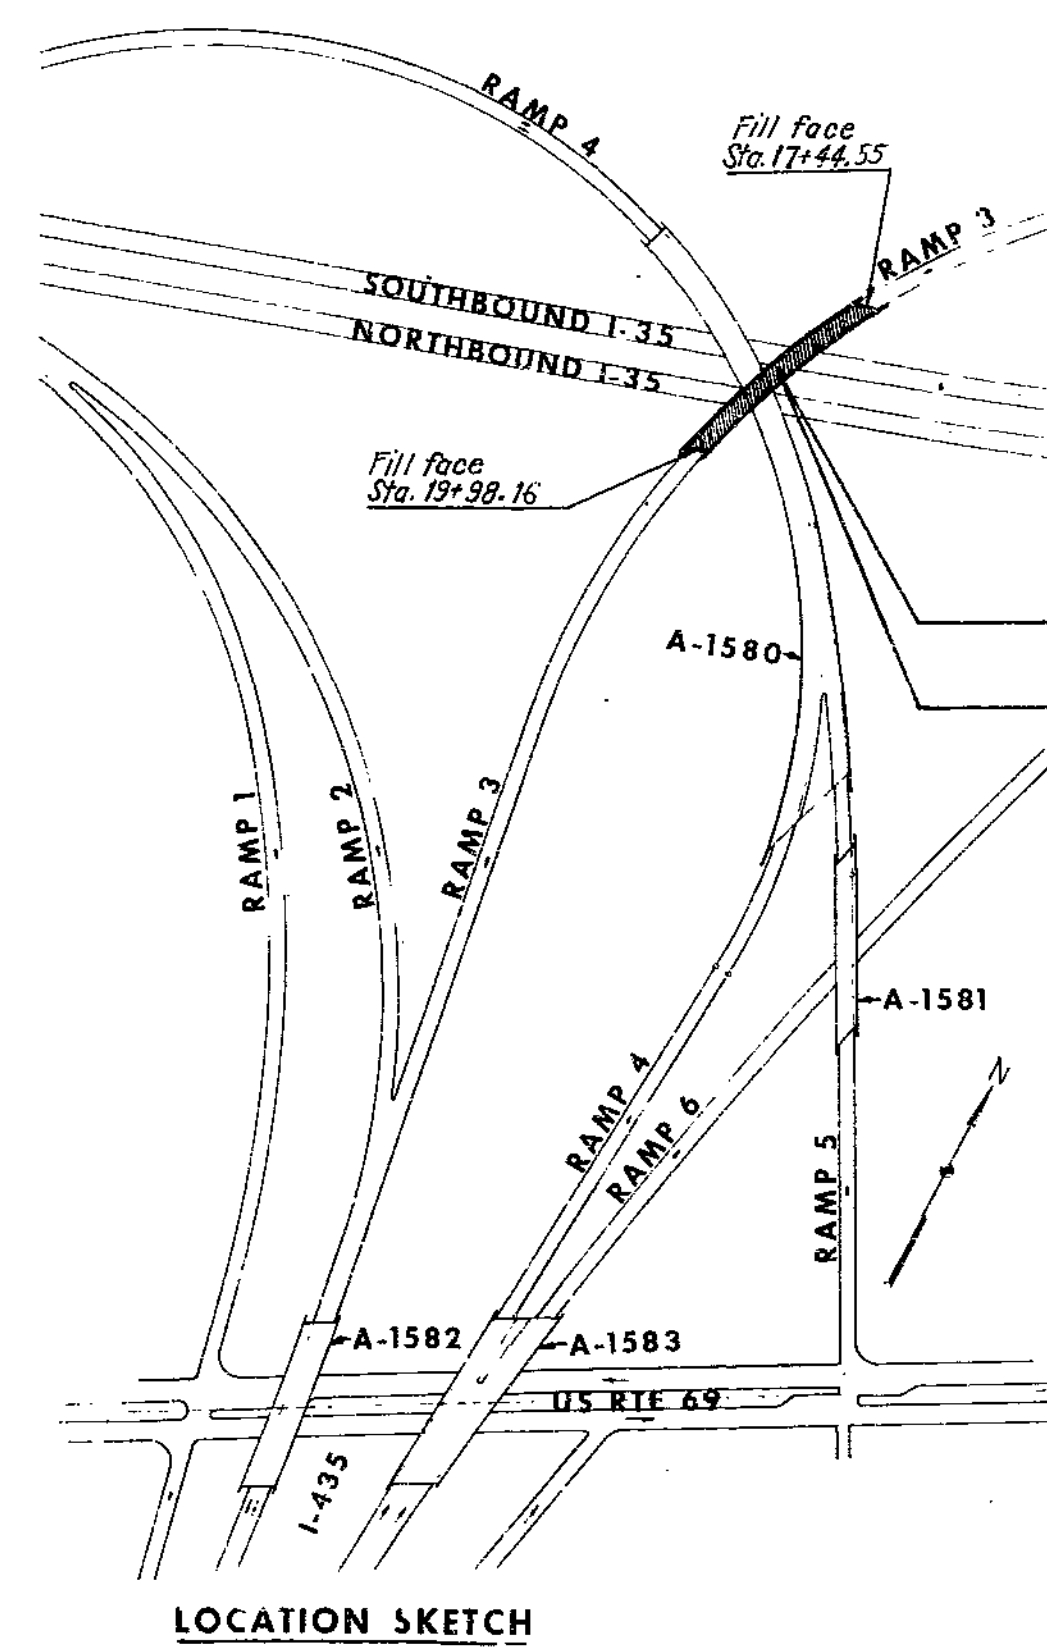 RAMP 4
Fill face
Sta. 17+44.55
RAMP 3
SOUTHBOUND I-35
NORTHBOUND I-35
Fill face
Sta. 19+98.16
A-1580
RAMP 1
RAMP 2
RAMP 3
A-1581
N
RAMP 4
RAMP 6
RAMP 5
A-1582
A-1583
US RTE 69
I-435
LOCATION SKETCH